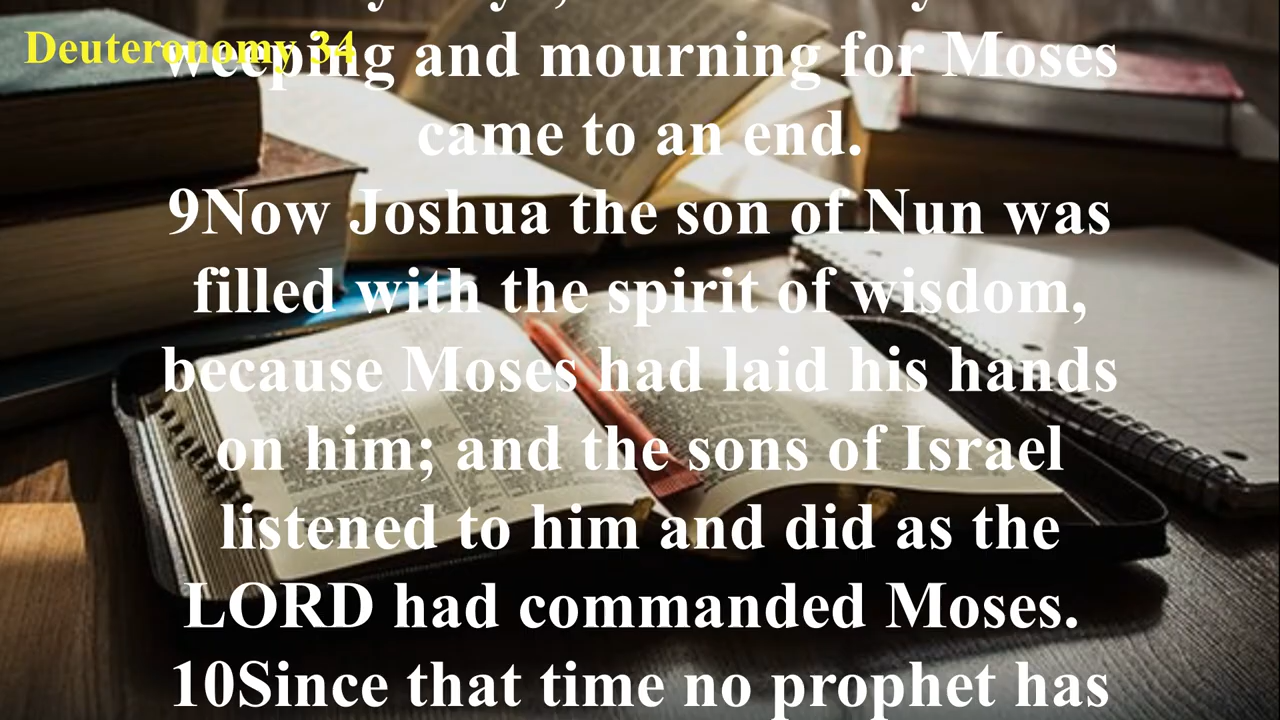 Deuteronomy 34
weeping and mourning for Moses
came to an end.
9Now Joshua the son of Nun was
filled with the spirit of wisdom,
because Moses had laid his hands
on him; and the sons of Israel
listened to him and did as the
LORD had commanded Moses.
10Since that time no prophet has